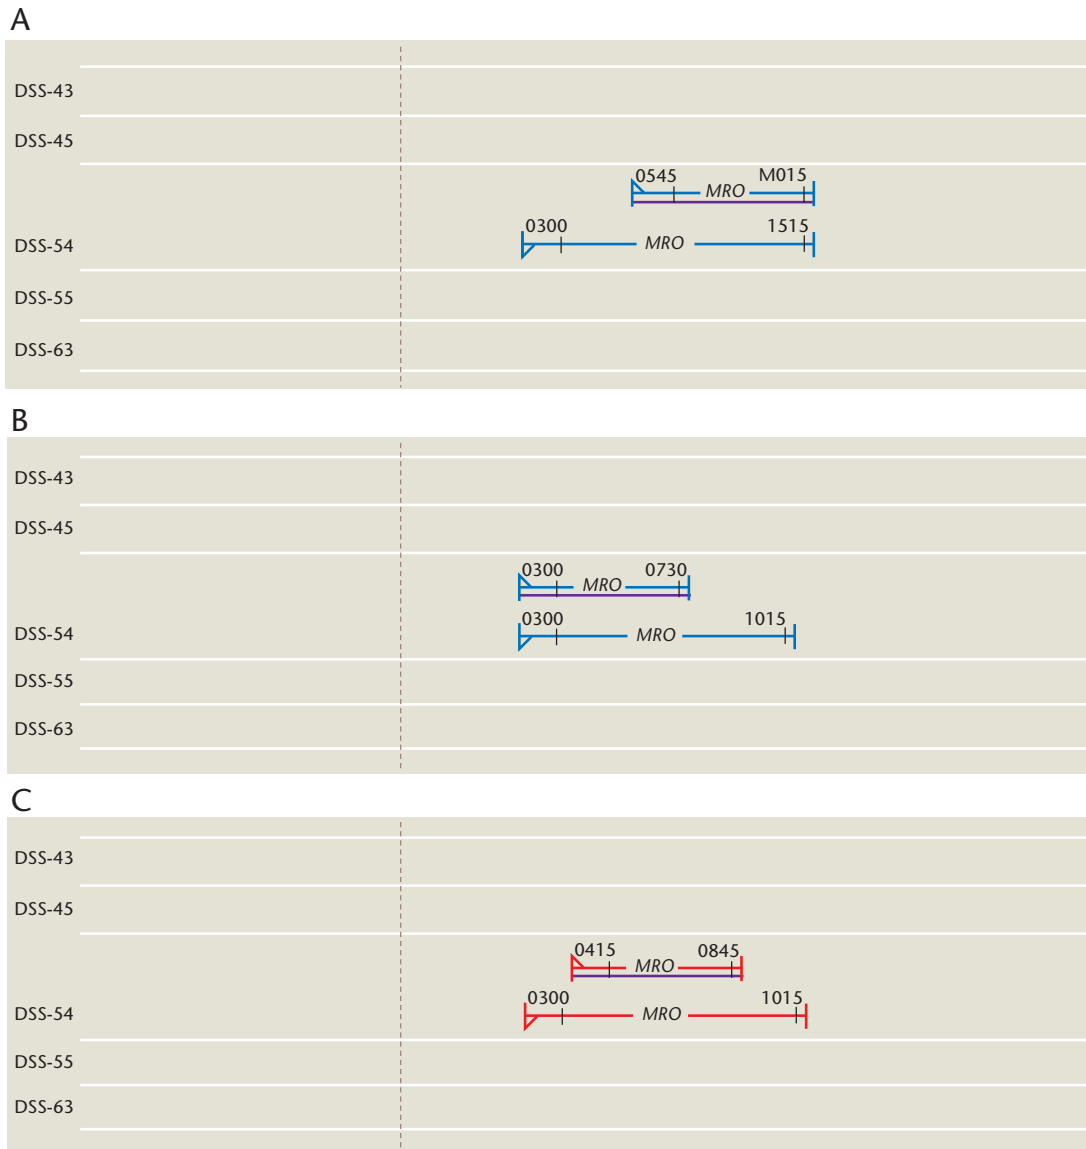 A
DSS-43
DSS-45
0545 M015
MRO
0300 1515
DSS-54 MRO
DSS-55
DSS-63
B
DSS-43
DSS-45
0300 0730
MRO
0300 1015
DSS-54 MRO
DSS-55
DSS-63
C
DSS-43
DSS-45
0415 0845
MRO
0300 1015
DSS-54 MRO
DSS-55
DSS-63